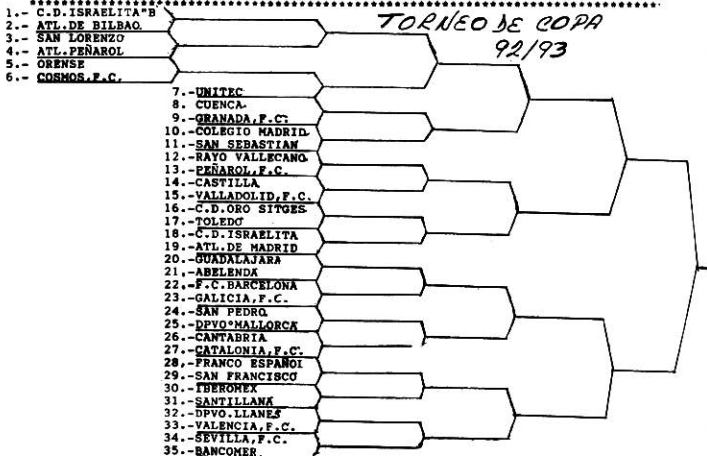 TORNEO DE COPA
92/93
1.- C.D.ISRAELITA"B
2.- ATL.DE BILBAO
3.- SAN LORENZO
4.- ATL.PEÑAROL
5.- ORENSE
6.- COSMOS.F.C.
7.-UNITEC
8. CUENCA
9.-GRANADA,F.C.
10.-COLEGIO MADRID
11.-SAN SEBASTIAN
12.-RAYO VALLECANO
13.-PEÑAROL,F.C.
14.-CASTILLA
15.-VALLADOLID,F.C.
16.-C.D.ORO SITGES
17.-TOLEDO
18.-C.D.ISRAELITA
19.-ATL.DE MADRID
20.-GUADALAJARA
21,-ABELENDA
22.-F.C.BARCELONA
23.-GALICIA,F.C.
24.-SAN PEDRO
25.-DPVO°MALLORCA
26.-CANTABRIA
27.-CATALONIA,F.C.
28,-FRANCO ESPAÑOl
29.-SAN FRANCISCO
30.-IBEROMEX
31.-SANTILLANA
32.-DPVO.LLANES
33.-VALENCIA,F.C.
34.-SEVILLA,F.C.
35.-BANCOMER